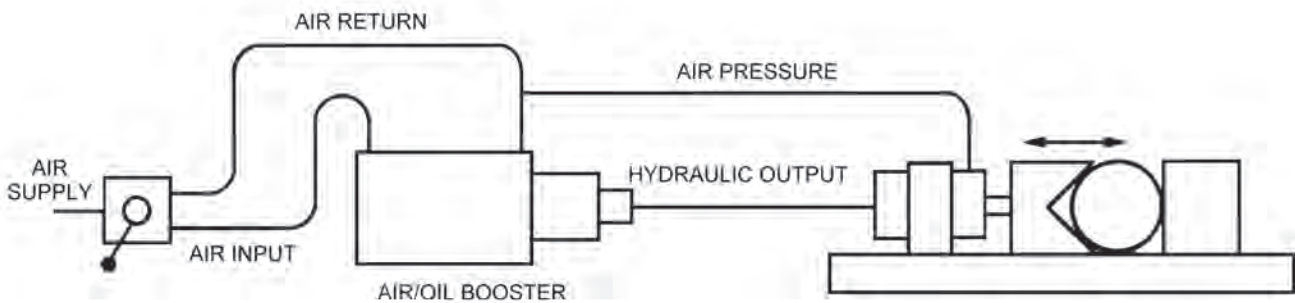 AIR RETURN
AIR PRESSURE
AIR
SUPPLY
HYDRAULIC OUTPUT
AIR INPUT
AIR/OIL BOOSTER